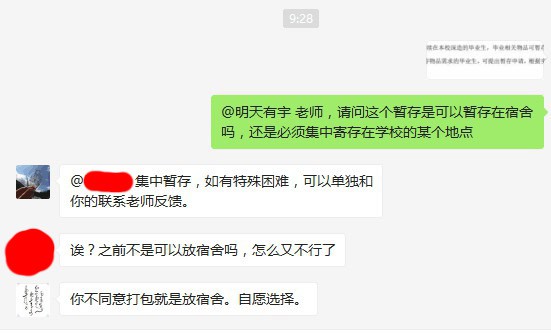 9:28
读在本校深造的毕业生，毕业相关物品可暂存
存物品需求的毕业生，可提出暂存申请，
@明天有宇 老师，请问这个暂存是可以暂存在宿舍
吗，还是必须集中寄存在学校的某个地点
@ 集中暂存，如有特殊困难，可以单独和
你的联系老师反馈。
诶？之前不是可以放宿舍吗，怎么又不行了
你不同意打包就是放宿舍。自愿选择。